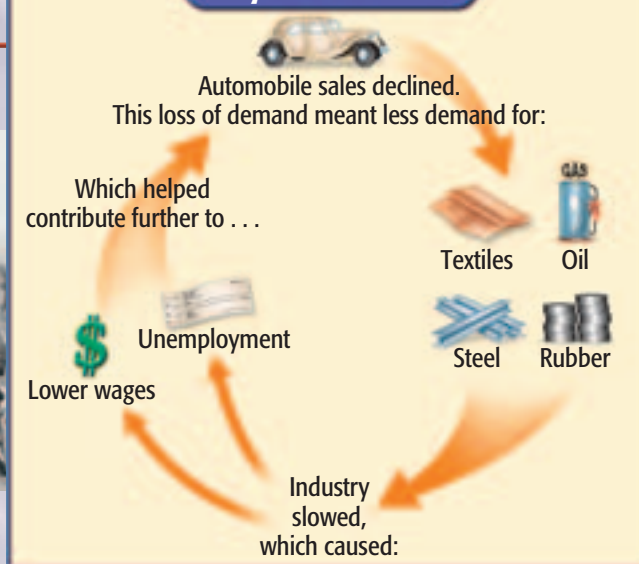 Automobile sales declined.
This loss of demand meant less demand for:
GAS
Textiles
Oil
Steel
Rubber
Industry
slowed,
which caused:
Unemployment
$
Lower wages
Which helped
contribute further to . . .